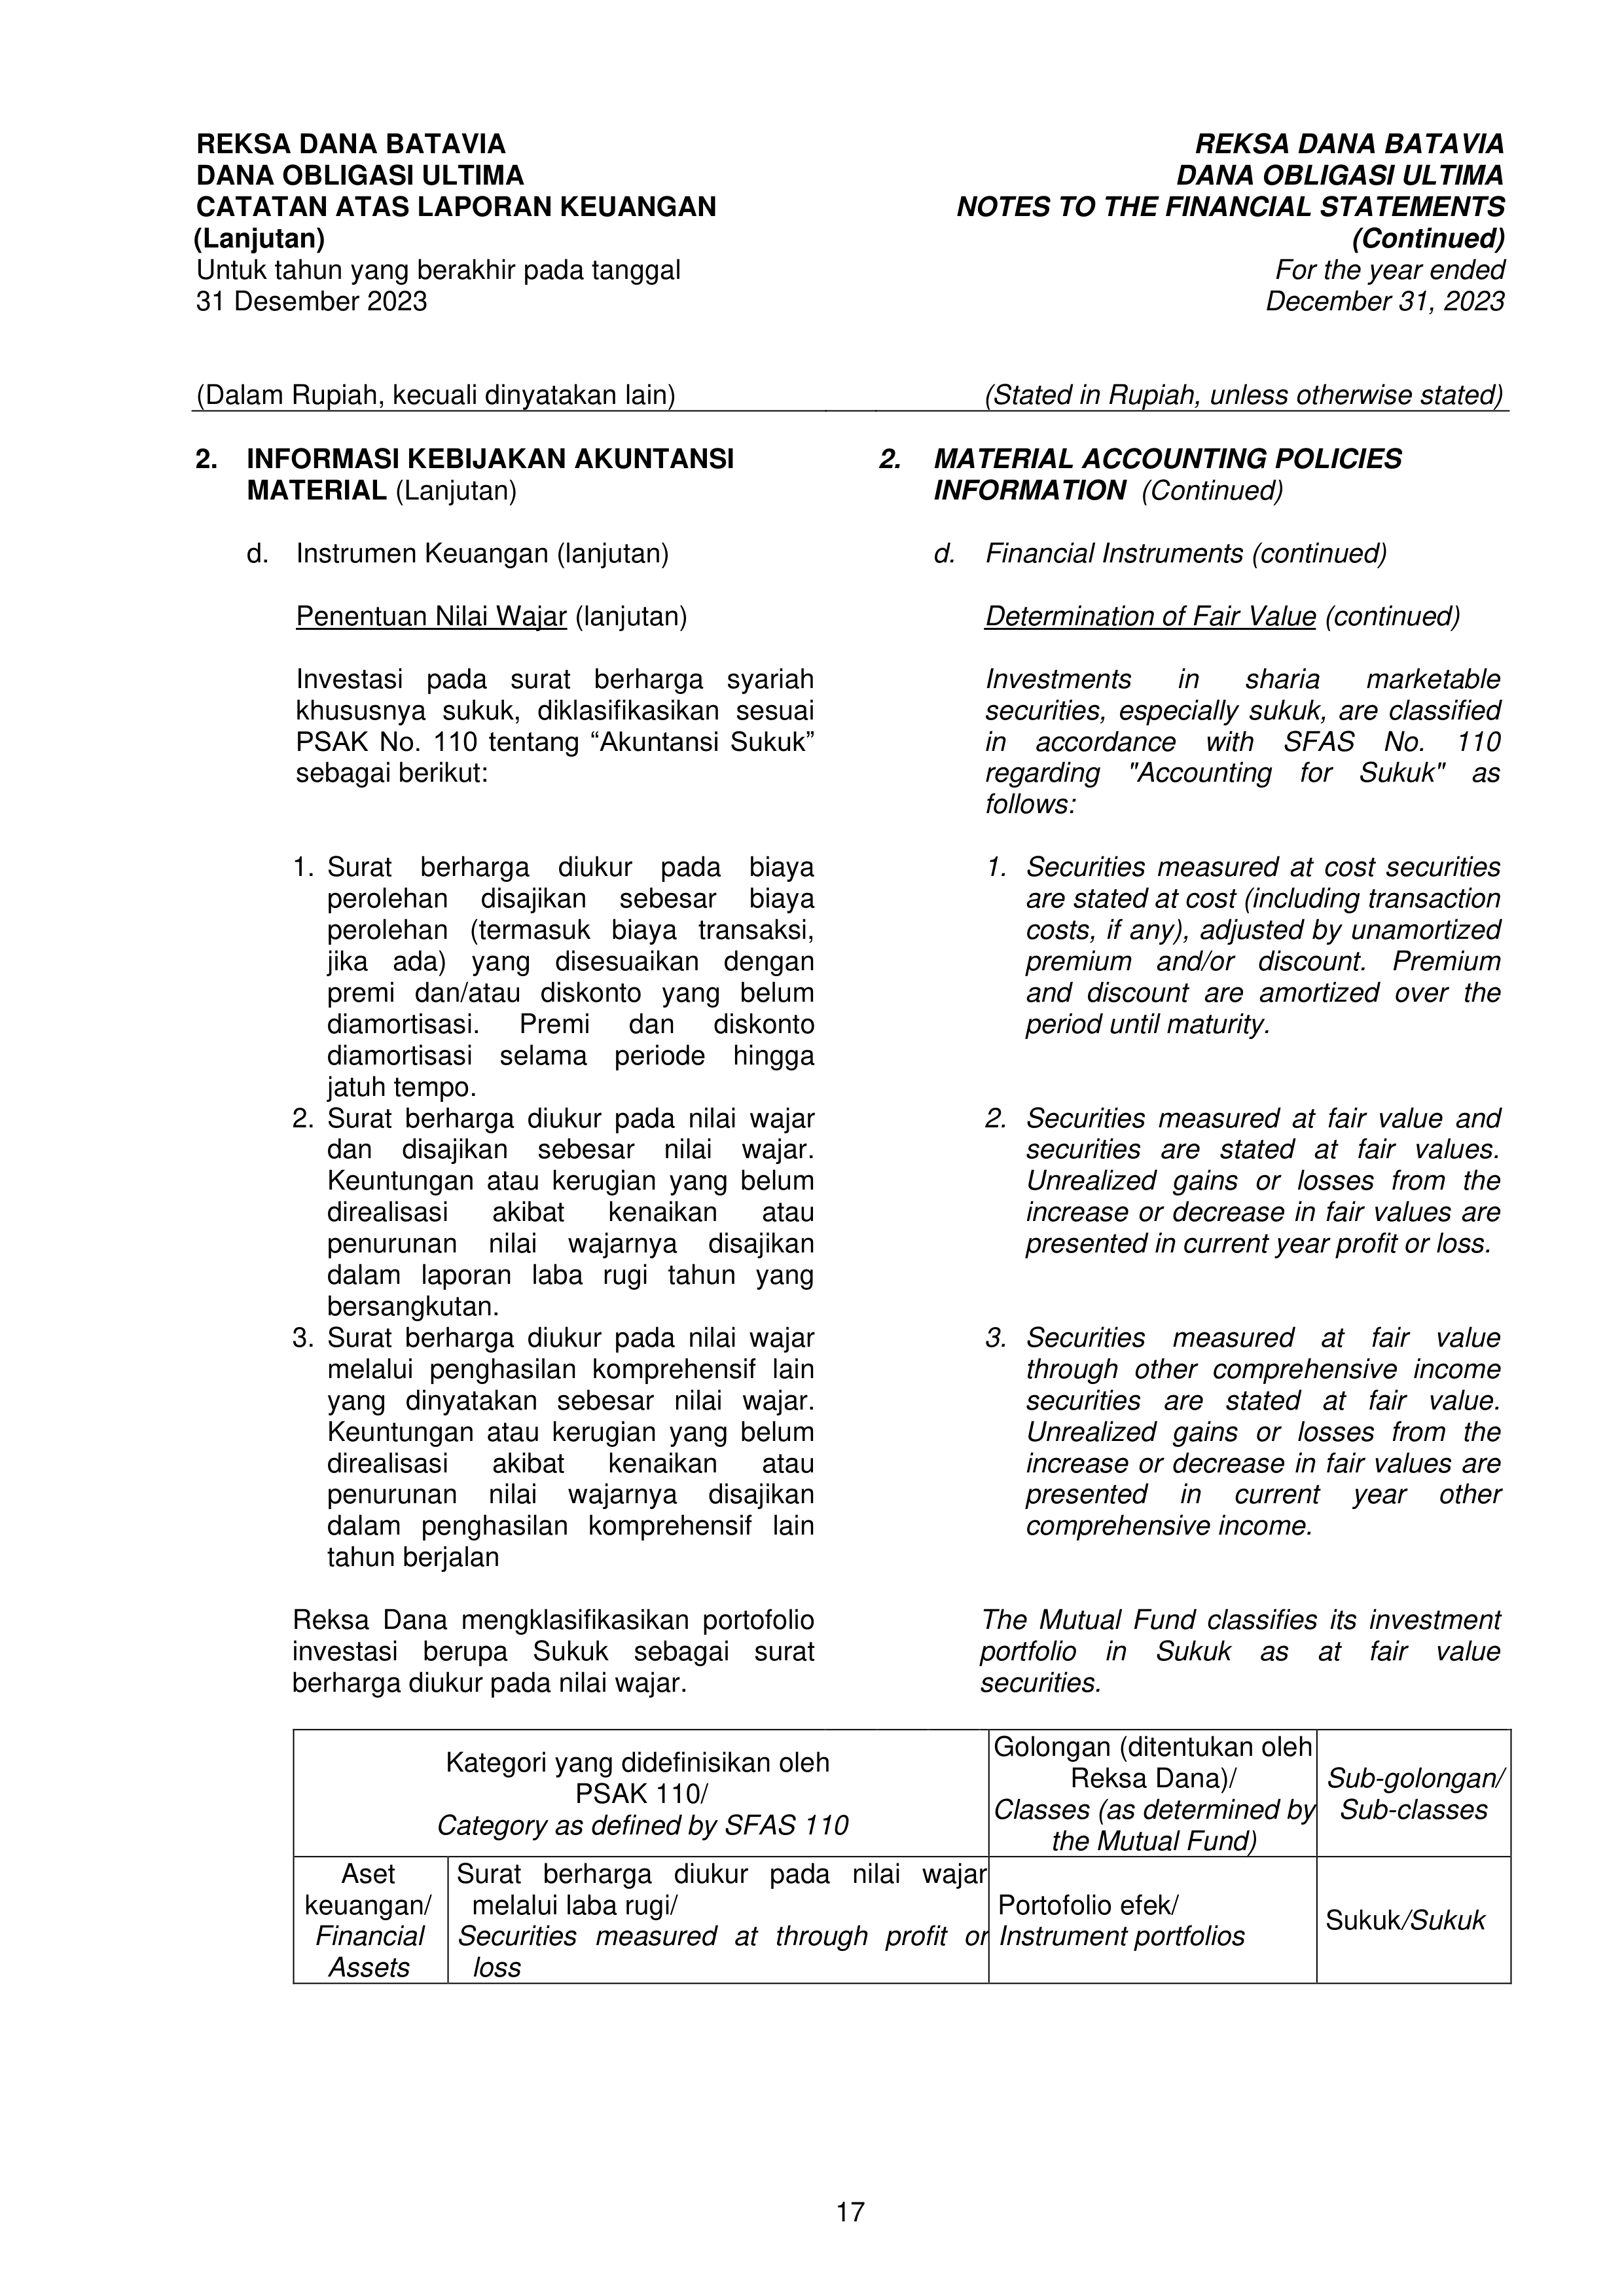 REKSA DANA BATAVIA
DANA OBLIGASI ULTIMA
CATATAN ATAS LAPORAN KEUANGAN
(Lanjutan)
Untuk tahun yang berakhir pada tanggal
31 Desember 2023
REKSA DANA BATAVIA
DANA OBLIGASI ULTIMA
NOTES TO THE FINANCIAL STATEMENTS
(Continued)
For the year ended
December 31, 2023
(Dalam Rupiah, kecuali dinyatakan lain)
(Stated in Rupiah, unless otherwise stated)
2. INFORMASI KEBIJAKAN AKUNTANSI
MATERIAL (Lanjutan)
d. Instrumen Keuangan (lanjutan)
Penentuan Nilai Wajar (lanjutan)
Investasi pada surat berharga syariah
khususnya sukuk, diklasifikasikan sesuai
PSAK No. 110 tentang “Akuntansi Sukuk”
sebagai berikut:
1. Surat berharga diukur pada biaya
perolehan disajikan sebesar biaya
perolehan (termasuk biaya transaksi,
jika ada) yang disesuaikan dengan
premi dan/atau diskonto yang belum
diamortisasi. Premi dan diskonto
diamortisasi selama periode hingga
jatuh tempo.
2. Surat berharga diukur pada nilai wajar
dan disajikan sebesar nilai wajar.
Keuntungan atau kerugian yang belum
direalisasi akibat kenaikan atau
penurunan nilai wajarnya disajikan
dalam laporan laba rugi tahun yang
bersangkutan.
3. Surat berharga diukur pada nilai wajar
melalui penghasilan komprehensif lain
yang dinyatakan sebesar nilai wajar.
Keuntungan atau kerugian yang belum
direalisasi akibat kenaikan atau
penurunan nilai wajarnya disajikan
dalam penghasilan komprehensif lain
tahun berjalan
Reksa Dana mengklasifikasikan portofolio
investasi berupa Sukuk sebagai surat
berharga diukur pada nilai wajar.
2. MATERIAL ACCOUNTING POLICIES
INFORMATION (Continued)
d. Financial Instruments (continued)
Determination of Fair Value (continued)
Investments in sharia marketable
securities, especially sukuk, are classified
in accordance with SFAS No. 110
regarding "Accounting for Sukuk" as
follows:
1. Securities measured at cost securities
are stated at cost (including transaction
costs, if any), adjusted by unamortized
premium and/or discount. Premium
and discount are amortized over the
period until maturity.
2. Securities measured at fair value and
securities are stated at fair values.
Unrealized gains or losses from the
increase or decrease in fair values are
presented in current year profit or loss.
3. Securities measured at fair value
through other comprehensive income
securities are stated at fair value.
Unrealized gains or losses from the
increase or decrease in fair values are
presented in current year other
comprehensive income.
The Mutual Fund classifies its investment
portfolio in Sukuk as at fair value
securities.
Kategori yang didefinisikan oleh
PSAK 110/
Category as defined by SFAS 110
Golongan (ditentukan oleh
Reksa Dana)/
Classes (as determined by
the Mutual Fund)
Sub-golongan/
Sub-classes
Aset
keuangan/
Financial
Assets
Surat berharga diukur pada nilai wajar
melalui laba rugi/
Securities measured at through profit or
loss
Portofolio efek/
Instrument portfolios
Sukuk/Sukuk
17